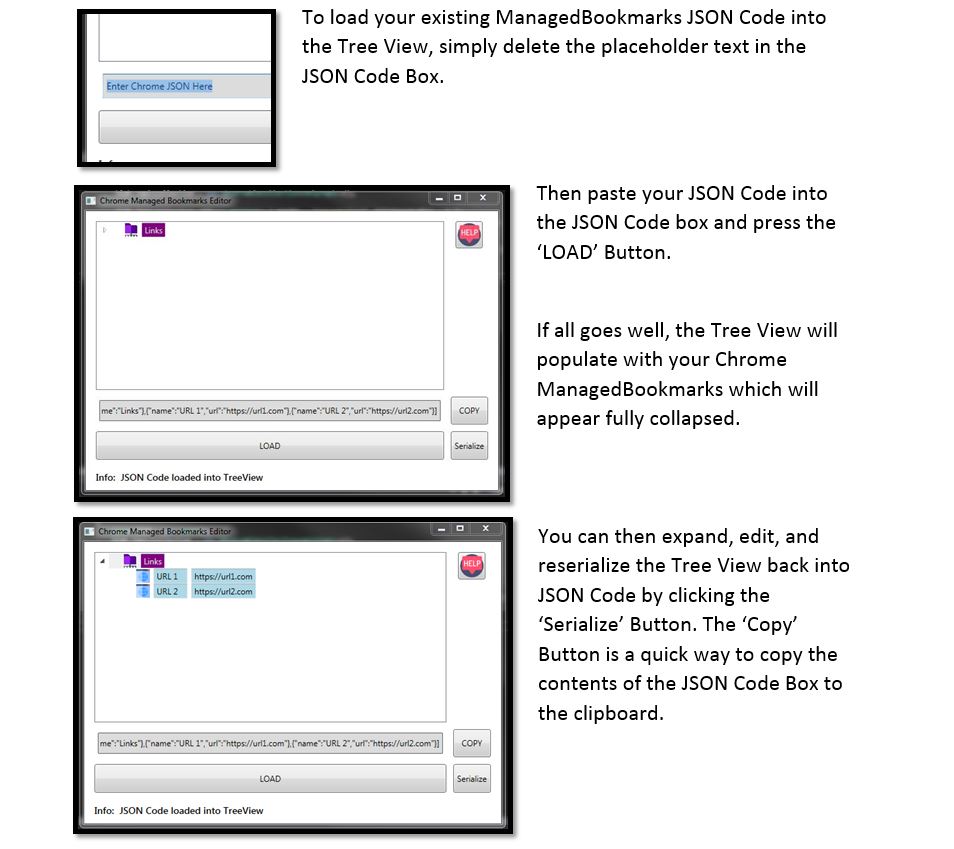 To load your existing ManagedBookmarks JSON Code into
the Tree View, simply delete the placeholder text in the
JSON Code Box.
Enter Chrome JSON Here
Chrome Managed Bookmarks Editor
Links
HELP
me":"Links"},{"name":"URL 1","url":"https://url1.com"},{"name":"URL 2","url":"https://url2.com"}]
COPY
LOAD
Serialize
Info: JSON Code loaded into TreeView
Then paste your JSON Code into
the JSON Code box and press the
‘LOAD’ Button.
If all goes well, the Tree View will
populate with your Chrome
ManagedBookmarks which will
appear fully collapsed.
Chrome Managed Bookmarks Editor
Links
URL 1 https://url1.com
URL 2 https://url2.com
HELP
me":"Links"},{"name":"URL 1","url":"https://url1.com"},{"name":"URL 2","url":"https://url2.com"}]
COPY
LOAD
Serialize
Info: JSON Code loaded into TreeView
You can then expand, edit, and
reserialize the Tree View back into
JSON Code by clicking the
‘Serialize’ Button. The ‘Copy’
Button is a quick way to copy the
contents of the JSON Code Box to
the clipboard.